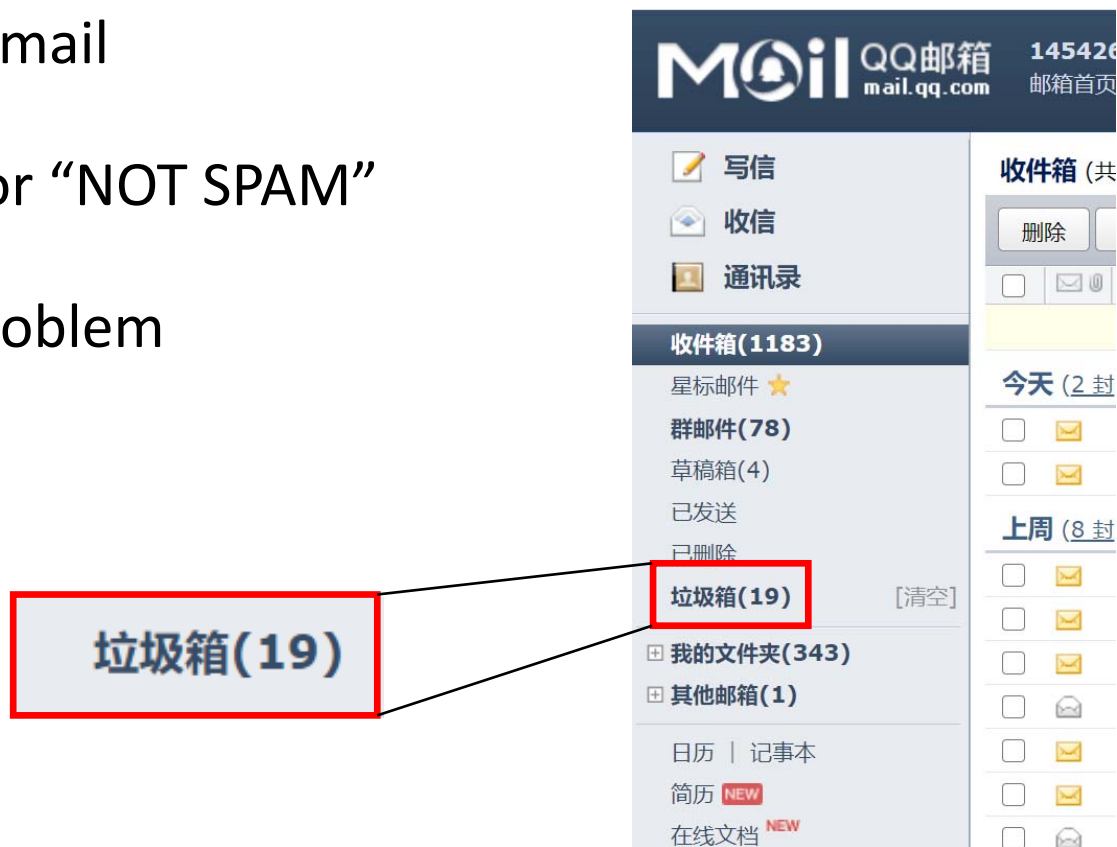 mail
or “NOT SPAM”
oblem
垃圾箱(19)
MOil QQ邮箱
mail.qq.com
14542
邮箱首页
写信
收信
通讯录
收件箱(1183)
星标邮件
群邮件(78)
草稿箱(4)
已发送
已删除
垃圾箱(19) [清空]
我的文件夹(343)
其他邮箱(1)
日历 | 记事本
简历 NEW
在线文档 NEW
收件箱 (共
删除
今天 (2 封
上周 (8 封